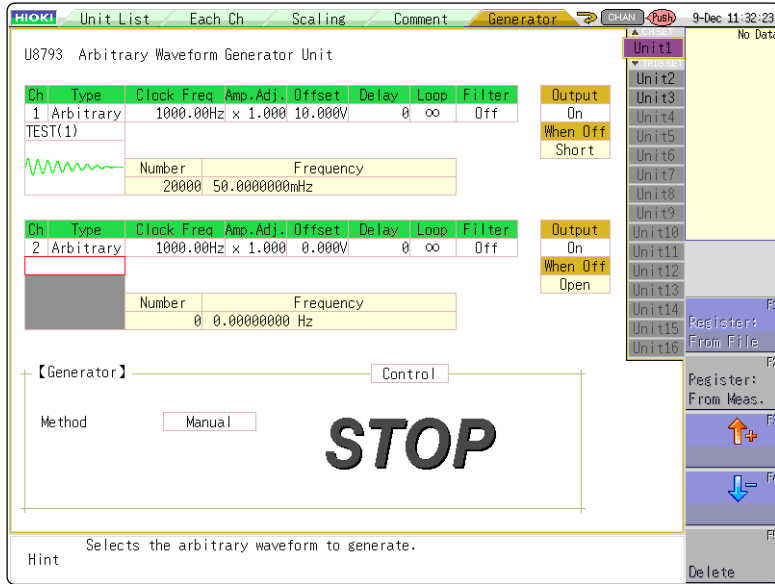 HIOKI Unit List Each Ch Scaling Comment Generator CHAN Push 9-Dec 11:32:23
No Data
U8793 Arbitrary Waveform Generator Unit
Ch Type Clock Freq Amp.Adj. Offset Delay Loop Filter Output
1 Arbitrary 1000.00Hz x 1.000 10.000V 0 ∞ Off On
TEST(1) When Off
Short
Number Frequency
20000 50.0000000mHz
Ch Type Clock Freq Amp.Adj. Offset Delay Loop Filter Output
2 Arbitrary 1000.00Hz x 1.000 0.000V 0 ∞ Off On
When Off
Open
Number Frequency
0 0.00000000 Hz
【Generator】 Control
Method Manual
STOP
Hint Selects the arbitrary waveform to generate.
▲ CH.SET
Unit1
▼ TRIG.SET
Unit2
Unit3
Unit4
Unit5
Unit6
Unit7
Unit8
Unit9
Unit10
Unit11
Unit12
Unit13
Unit14
Unit15
Unit16
Register:
From File
F2
Register:
From Meas.
+
-
Delete